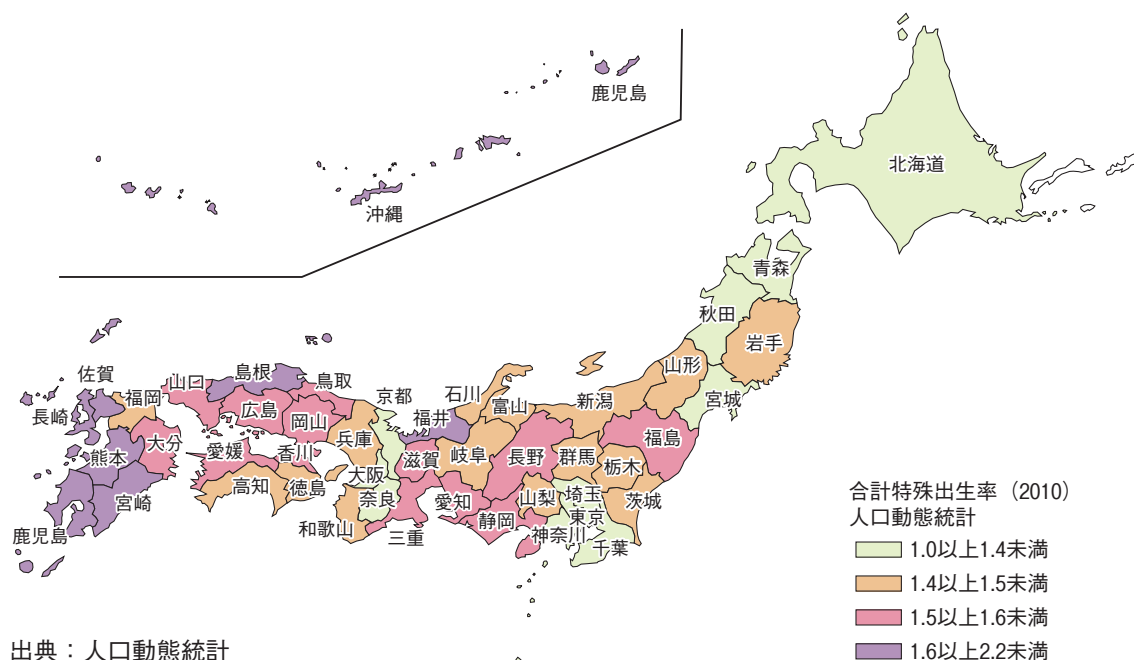 鹿児島
沖縄
北海道
青森
秋田
岩手
山形
宮城
佐賀
山口
島根
鳥取
京都
石川
富山
新潟
福島
長崎
福岡
広島
岡山
兵庫
福井
大分
愛媛
香川
大阪
滋賀
岐阜
長野
群馬
栃木
熊本
高知
徳島
奈良
愛知
山梨
埼玉
茨城
宮崎
和歌山
三重
静岡
東京
神奈川
千葉
鹿児島
合計特殊出生率(2010)
人口動態統計
1.0以上1.4未満
1.4以上1.5未満
1.5以上1.6未満
1.6以上2.2未満
出典:人口動態統計